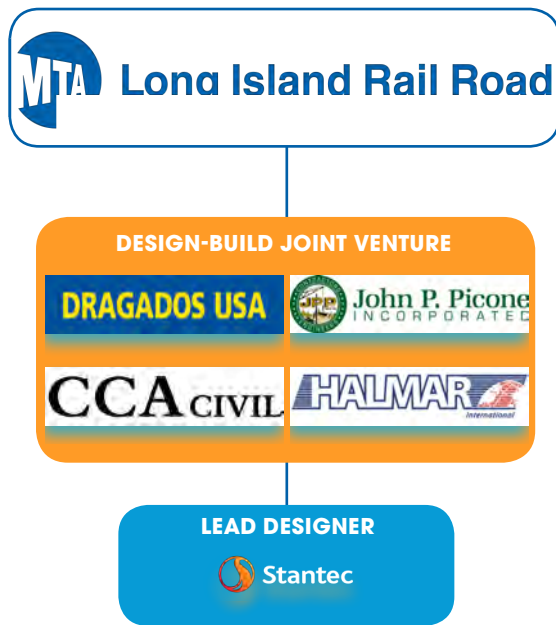 MTA Long Island Rail Road
DESIGN-BUILD JOINT VENTURE
DRAGADOS USA
JPP John P. Picone
INCORPORATED
CCA CIVIL
HALMAR
International
LEAD DESIGNER
Stantec